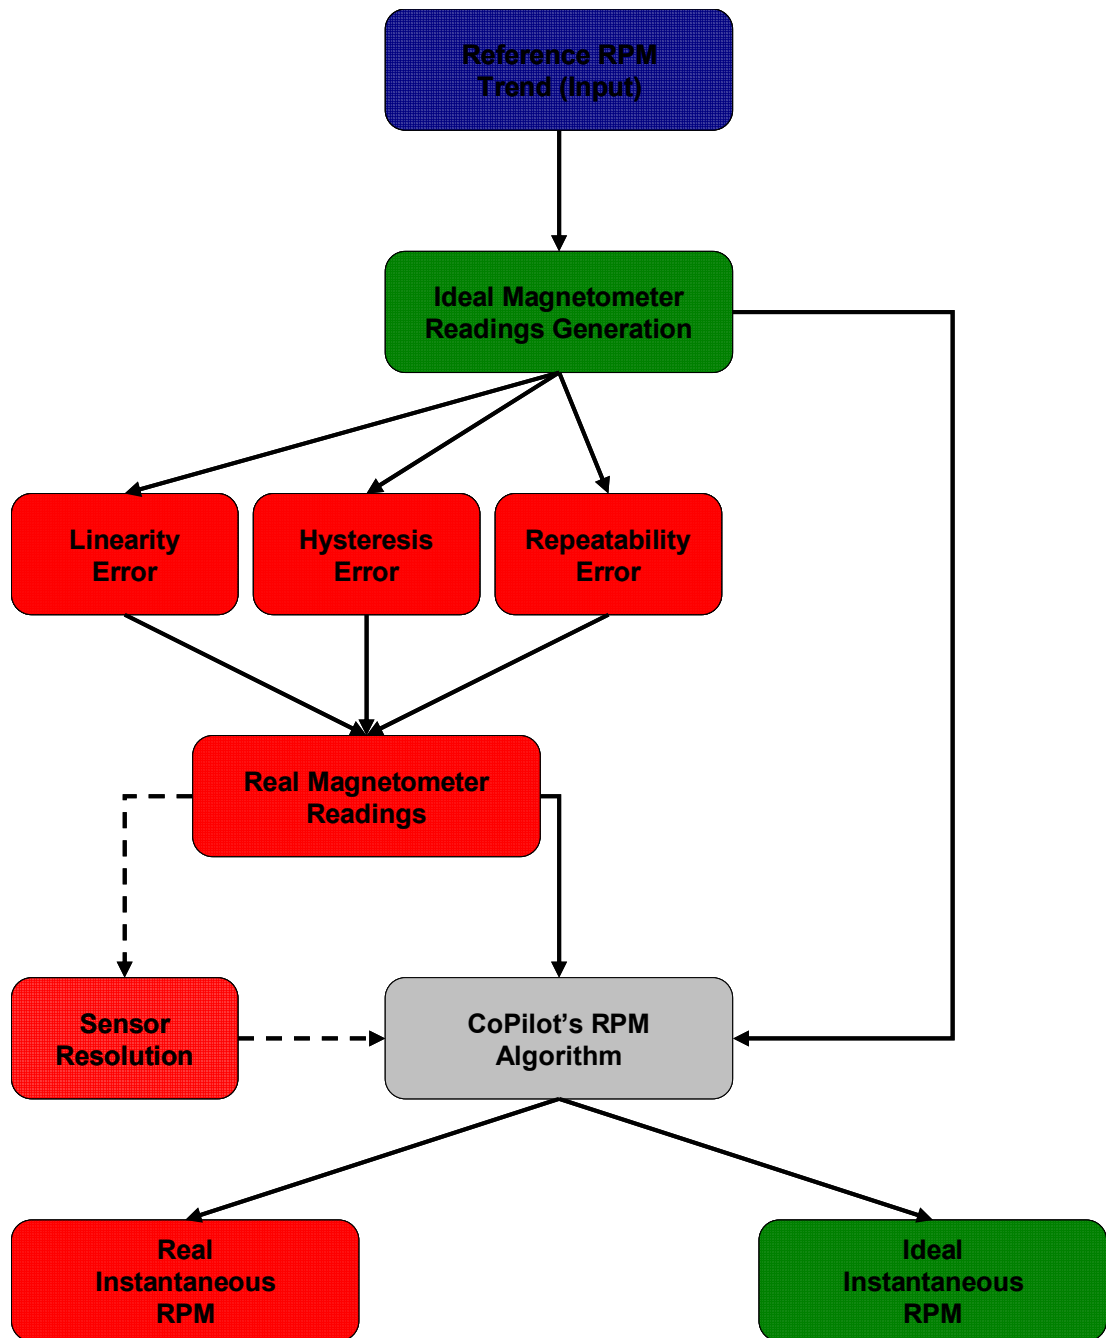 Reference RPM
Trend (Input)
Ideal Magnetometer
Readings Generation
Linearity
Error
Hysteresis
Error
Repeatability
Error
Real Magnetometer
Readings
Sensor
Resolution
CoPilot's RPM
Algorithm
Real
Instantaneous
RPM
Ideal
Instantaneous
RPM